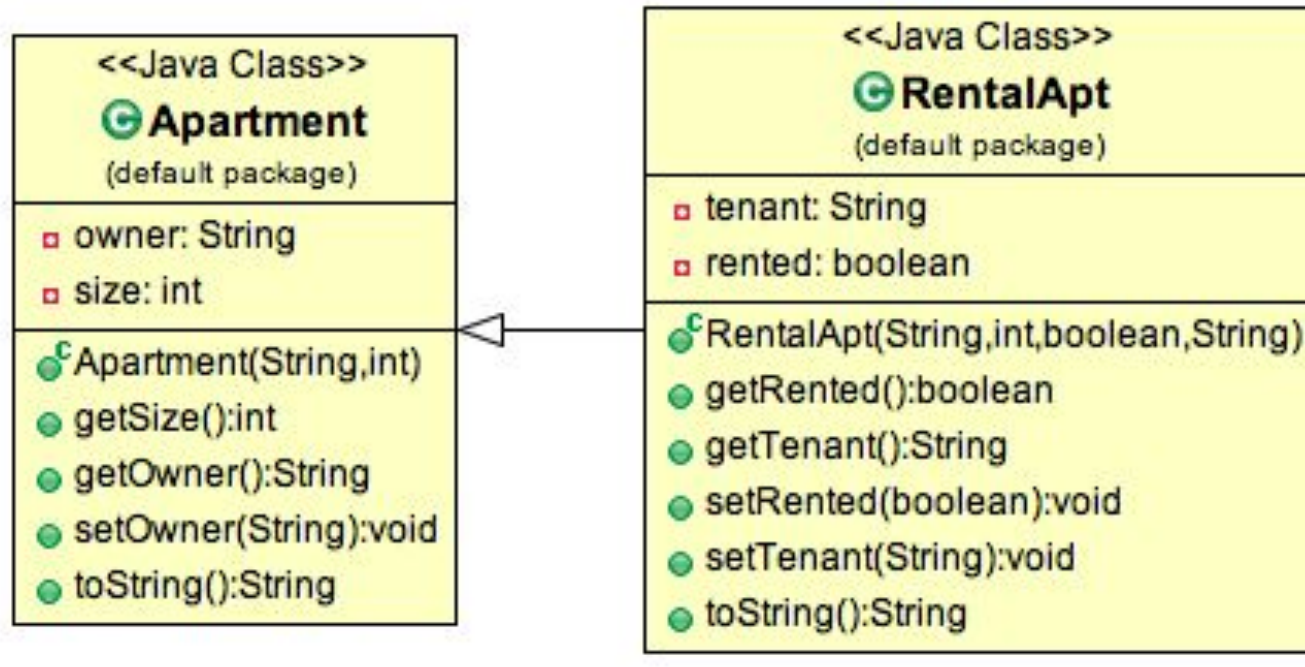 <<Java Class>>
Apartment
(default package)
owner: String
size: int
Apartment(String,int)
getSize():int
getOwner():String
setOwner(String):void
toString():String
<<Java Class>>
RentalApt
(default package)
tenant: String
rented: boolean
RentalApt(String,int,boolean,String)
getRented():boolean
getTenant():String
setRented(boolean):void
setTenant(String):void
toString():String